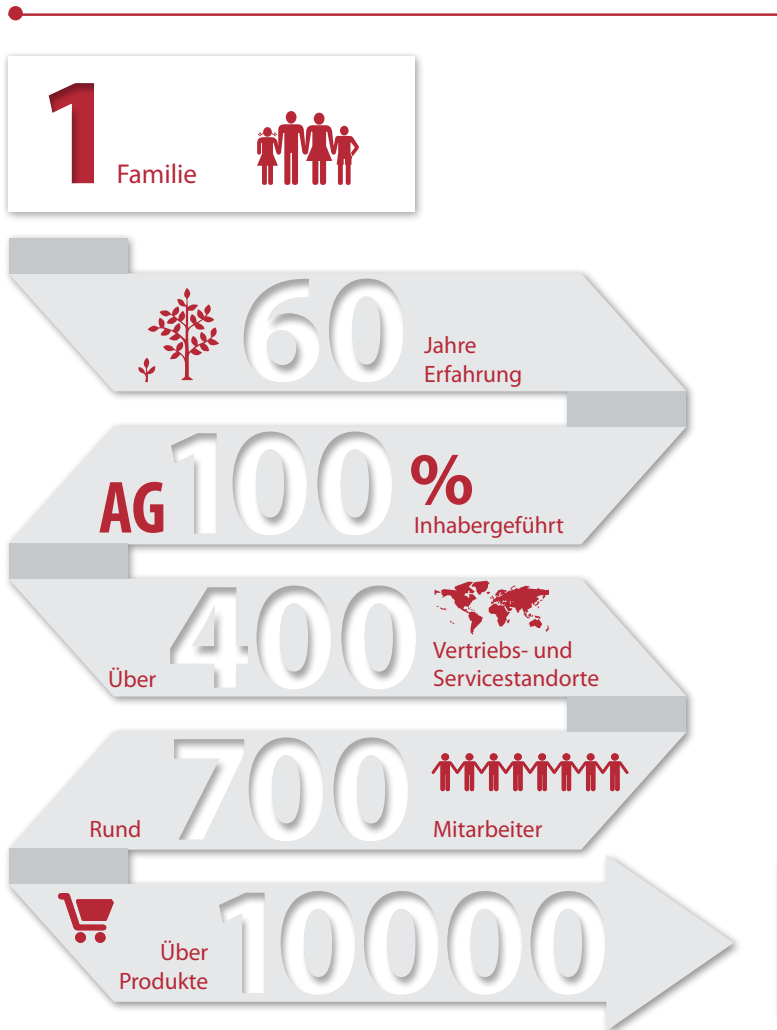 1 Familie
60 Jahre
Erfahrung
AG 100 %
Inhabergeführt
Über 400 Vertriebs- und
Servicestandorte
Rund 700 Mitarbeiter
Über 10000
Produkte